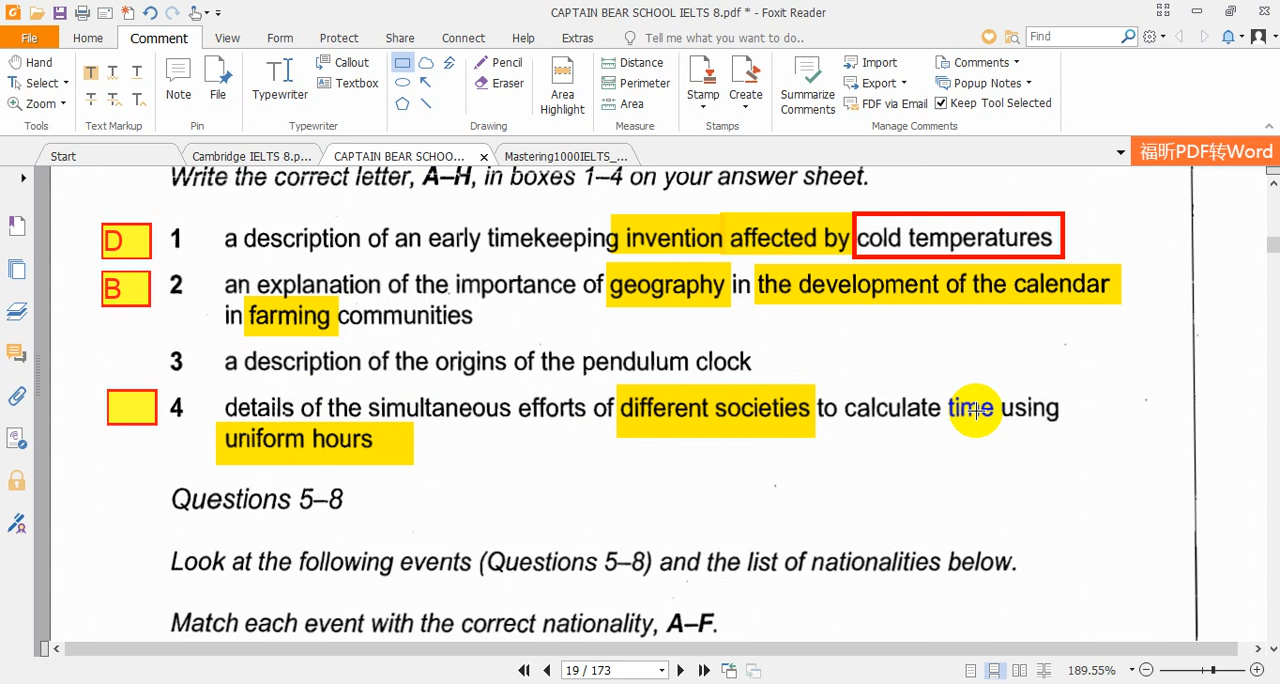 CAPTAIN BEAR SCHOOL IELTS 8.pdf * - Foxit Reader
File Home Comment View Form Protect Share Connect Help Extras Tell me what you want to do.. Find
Hand Select Zoom Tools
Text Markup
Note File Pin
Typewriter Callout Textbox Typewriter
Pencil Eraser Drawing
Area Highlight Distance Perimeter Area Measure
Stamp Create Stamps
Summarize Comments Import Export FDF via Email Comments Popup Notes Keep Tool Selected Manage Comments
Start Cambridge IELTS 8.p... CAPTAIN BEAR SCHOO... Mastering1000IELTS_... 福昕PDF转Word
Write the correct letter, A–H, in boxes 1–4 on your answer sheet.
D 1 a description of an early timekeeping invention affected by cold temperatures
B 2 an explanation of the importance of geography in the development of the calendar
in farming communities
3 a description of the origins of the pendulum clock
4 details of the simultaneous efforts of different societies to calculate time using
uniform hours
Questions 5–8
Look at the following events (Questions 5–8) and the list of nationalities below.
Match each event with the correct nationality, A–F.
19 / 173 189.55%